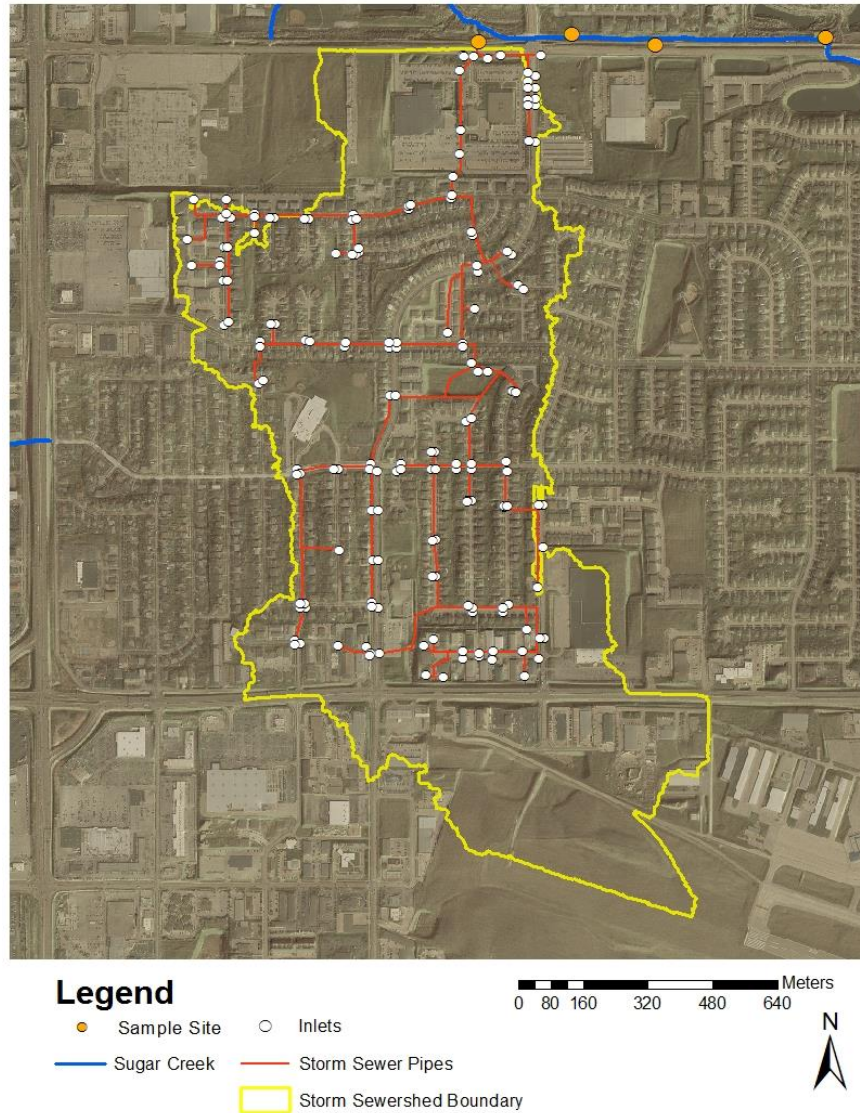 Legend
Meters
0 80 160 320 480 640
Sample Site
Inlets
N
Sugar Creek
Storm Sewer Pipes
Storm Sewershed Boundary